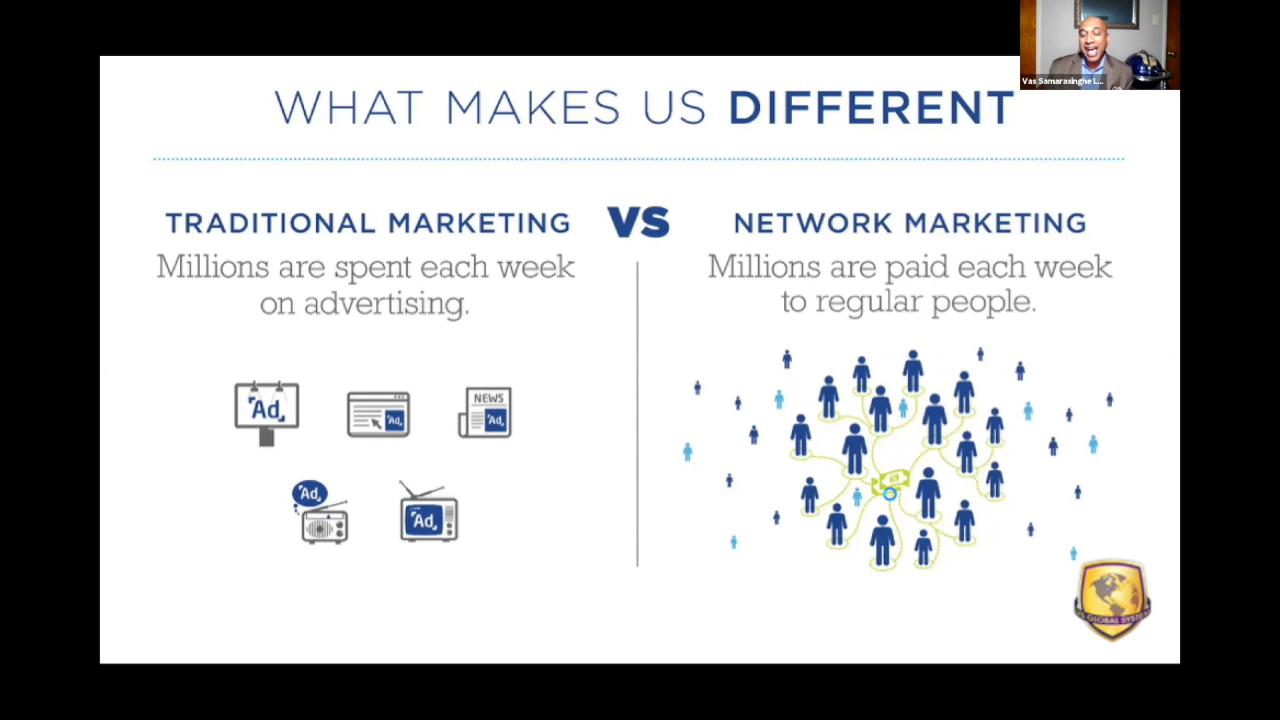 Vas Samarasinghe L...
WHAT MAKES US DIFFERENT
TRADITIONAL MARKETING VS NETWORK MARKETING
Millions are spent each week
on advertising.
Millions are paid each week
to regular people.
Ad
Ad
NEWS
Ad
Ad
Ad
GLOBAL